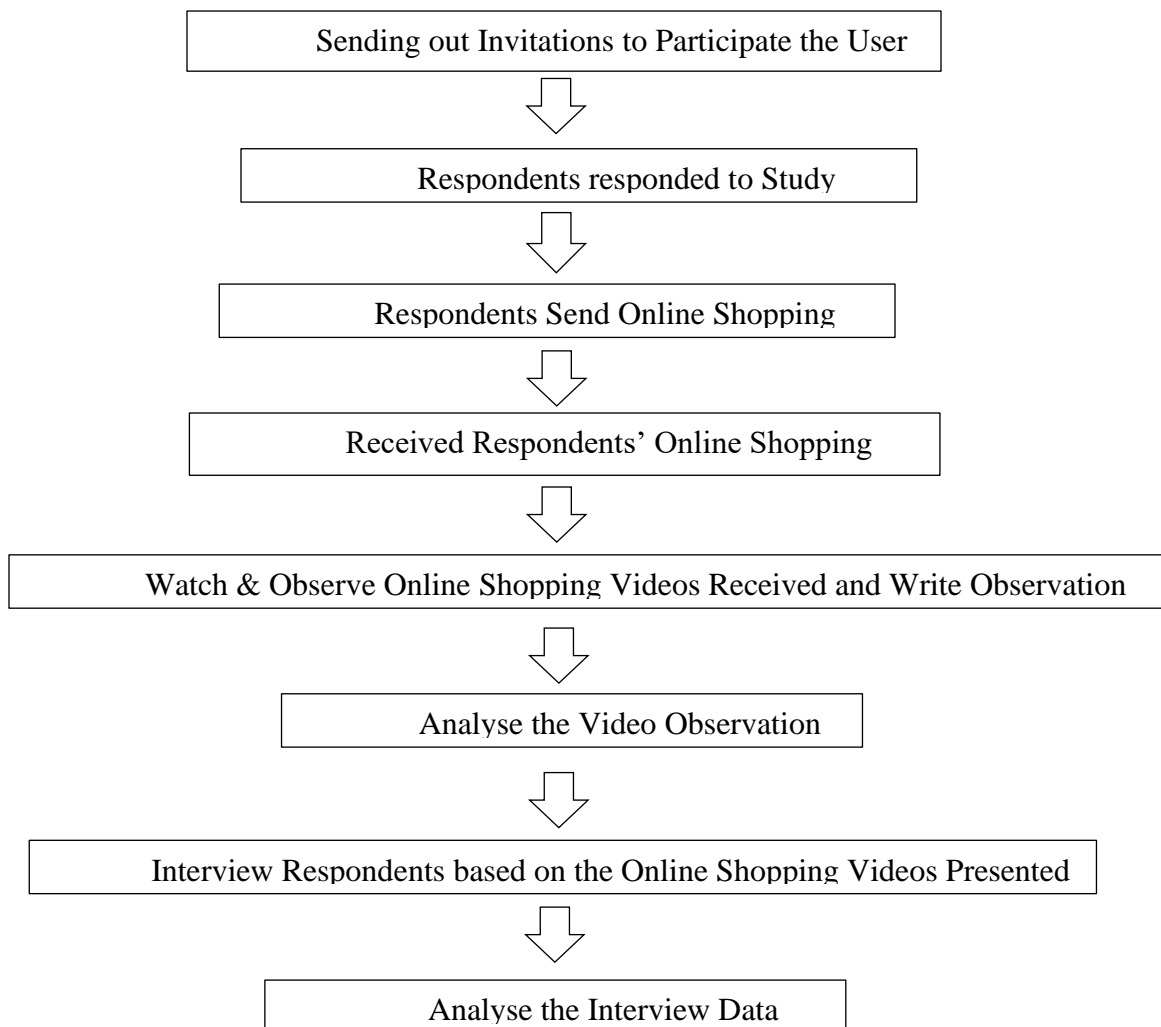 Sending out Invitations to Participate the User
Respondents responded to Study
Respondents Send Online Shopping
Received Respondents’ Online Shopping
Watch & Observe Online Shopping Videos Received and Write Observation
Analyse the Video Observation
Interview Respondents based on the Online Shopping Videos Presented
Analyse the Interview Data